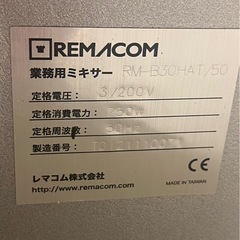 REMACOM
業務用ミキサー RM-B30HAT/50
定格電圧： 3/200V
定格消費電力： 750W
定格周波数： 50Hz
製造番号：
レマコム株式会社
http://www.remacom.com
CE
MADE IN TAIWAN